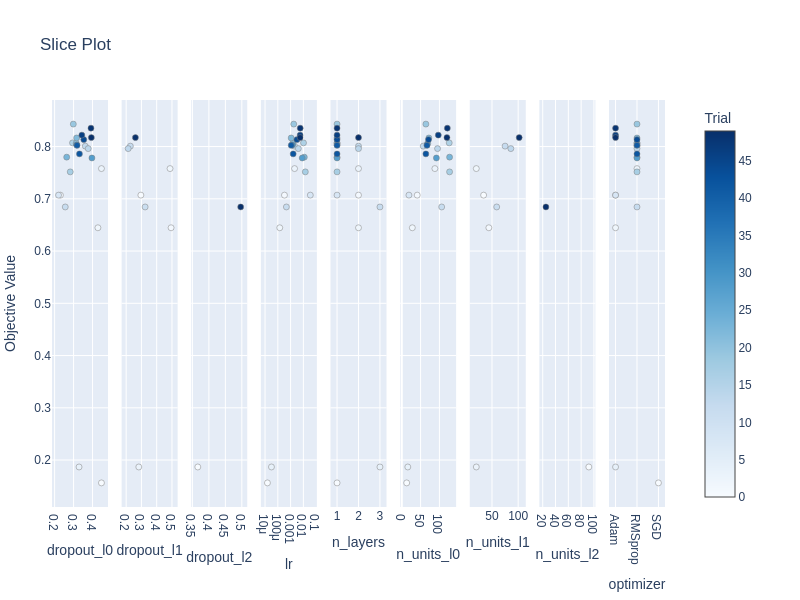 Slice Plot
Trial
Objective Value
0.8
0.7
0.6
0.5
0.4
0.3
0.2
0.2 0.3 0.4
dropout_l0
0.2 0.3 0.4 0.5
dropout_l1
0.35 0.4 0.45 0.5
dropout_l2
10μ 100μ 0.001 0.01 0.1
lr
1 2 3
n_layers
0 50 100
n_units_l0
50 100
n_units_l1
20 40 60 80 100
n_units_l2
Adam RMSprop SGD
optimizer
45
40
35
30
25
20
15
10
5
0